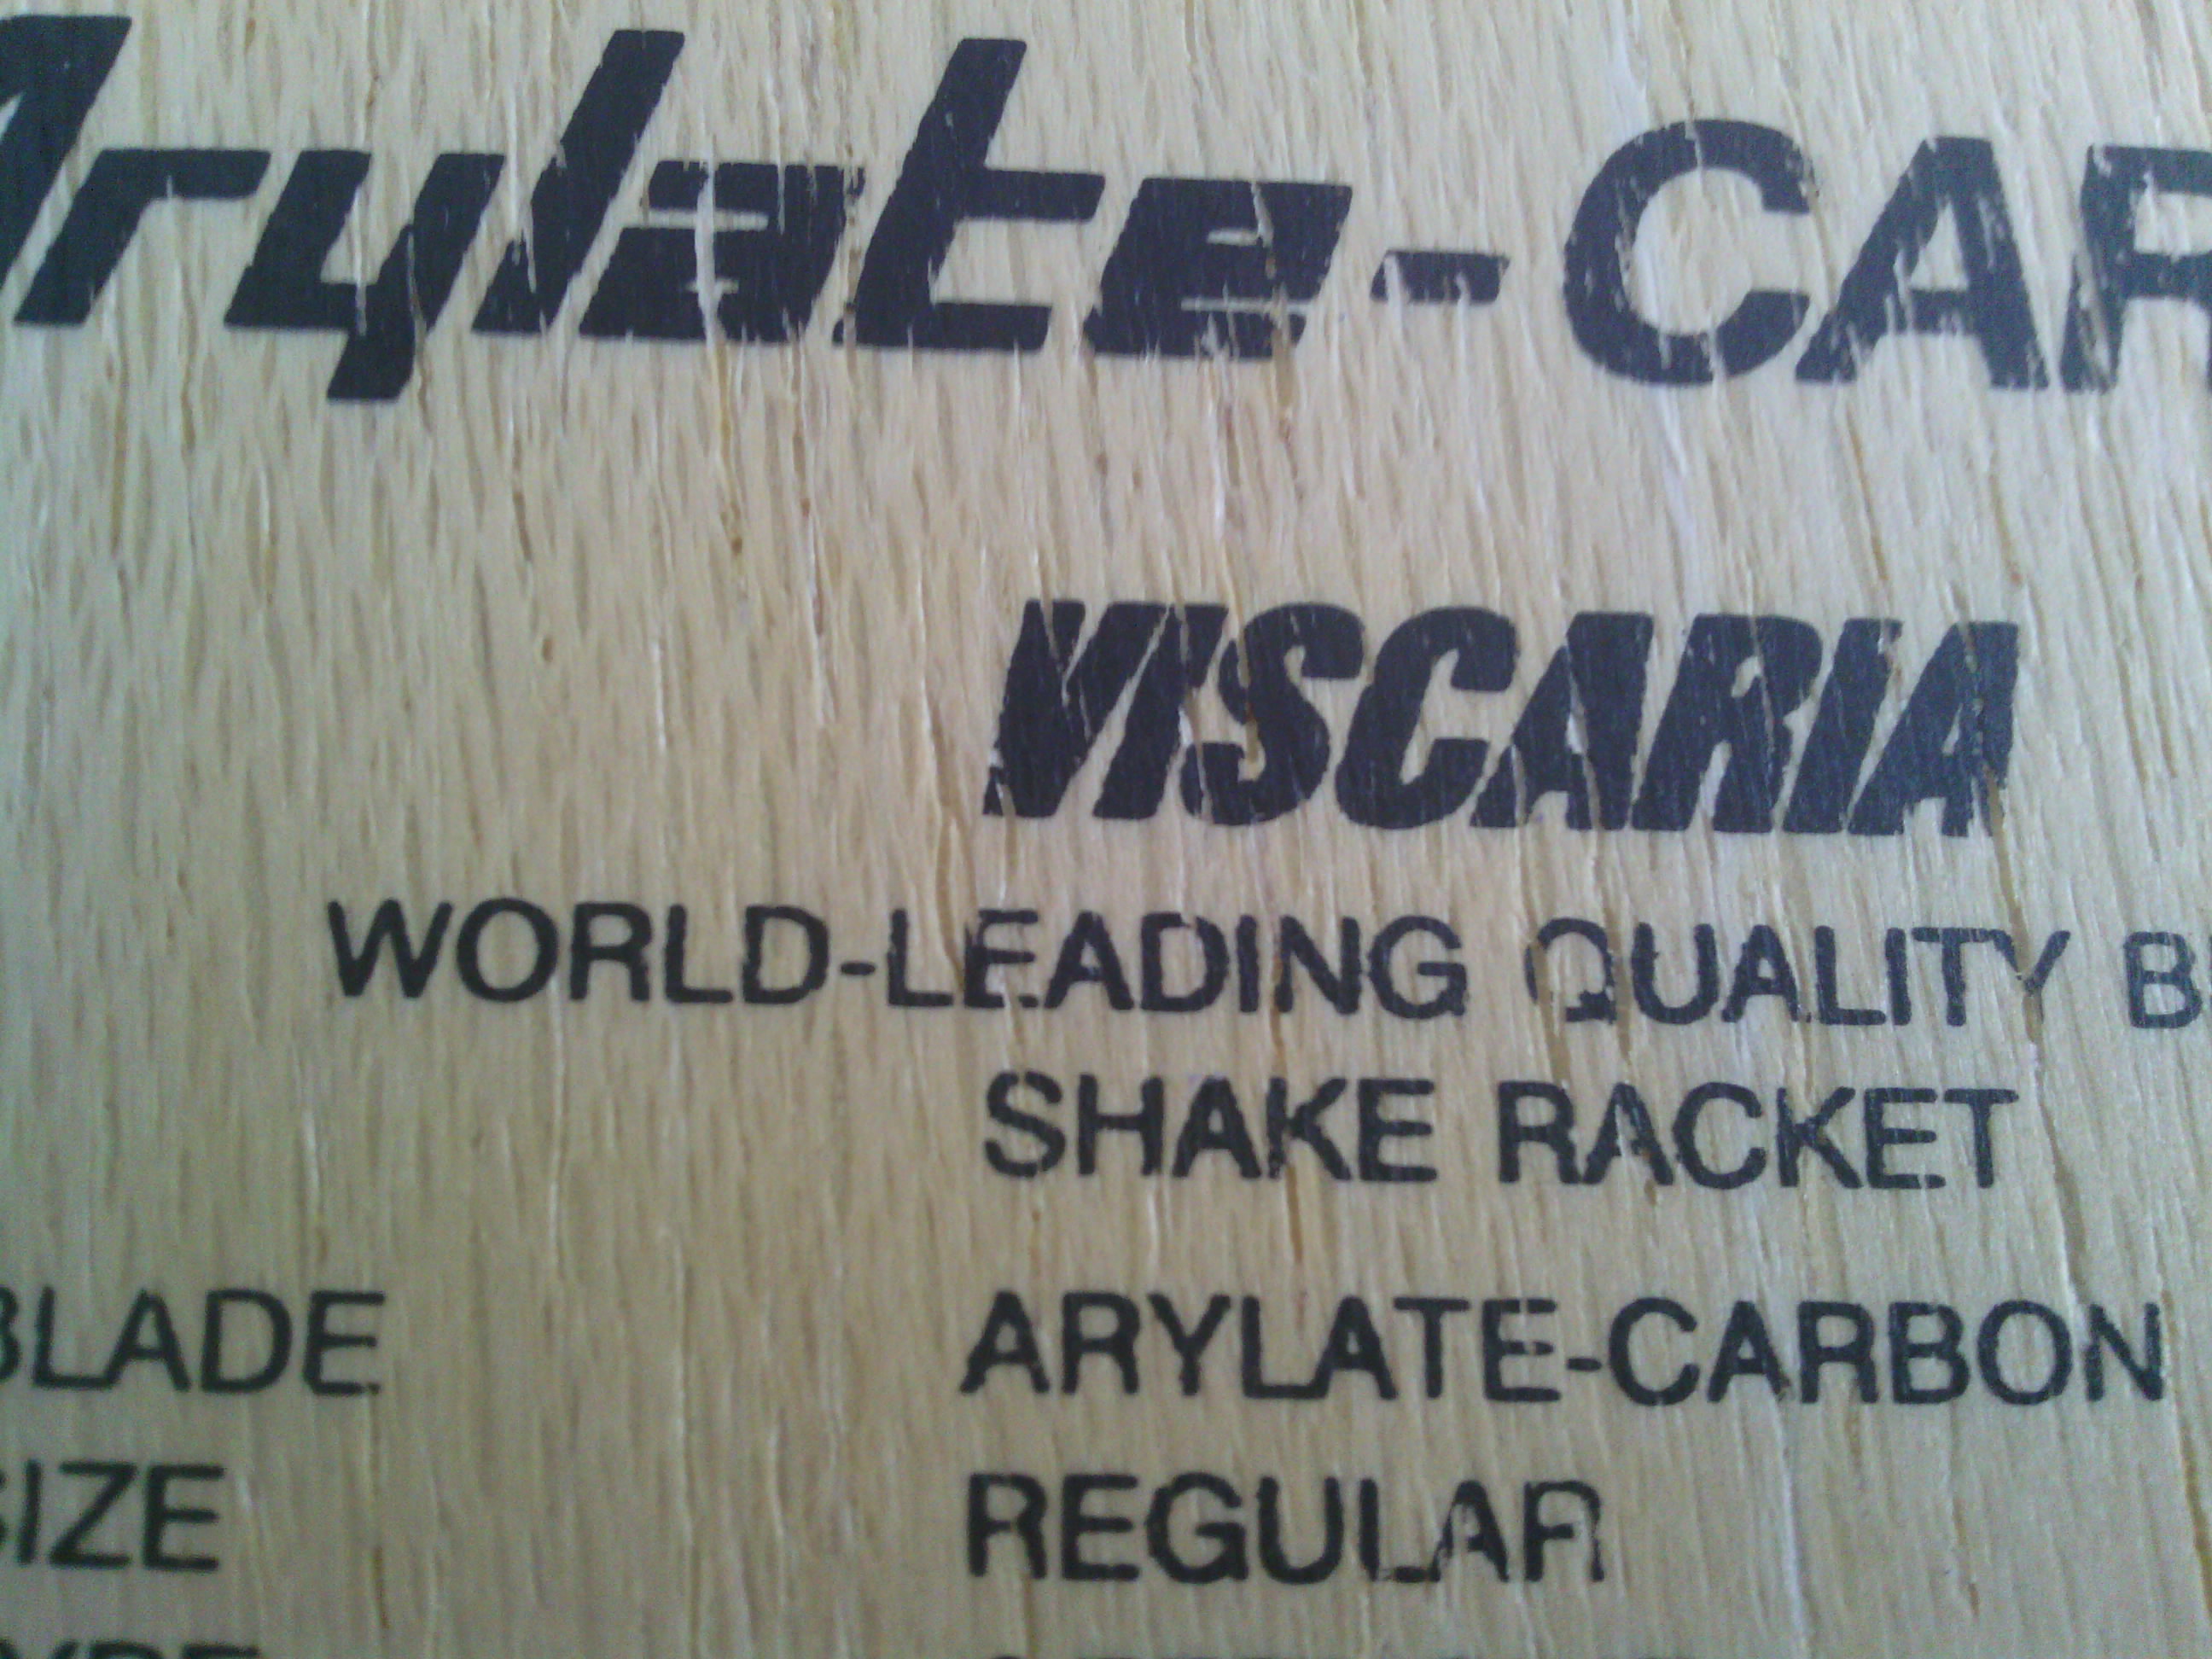 Arylate-CAR
VISCARIA
WORLD-LEADING QUALITY B
SHAKE RACKET
BLADE ARYLATE-CARBON
SIZE REGULAR